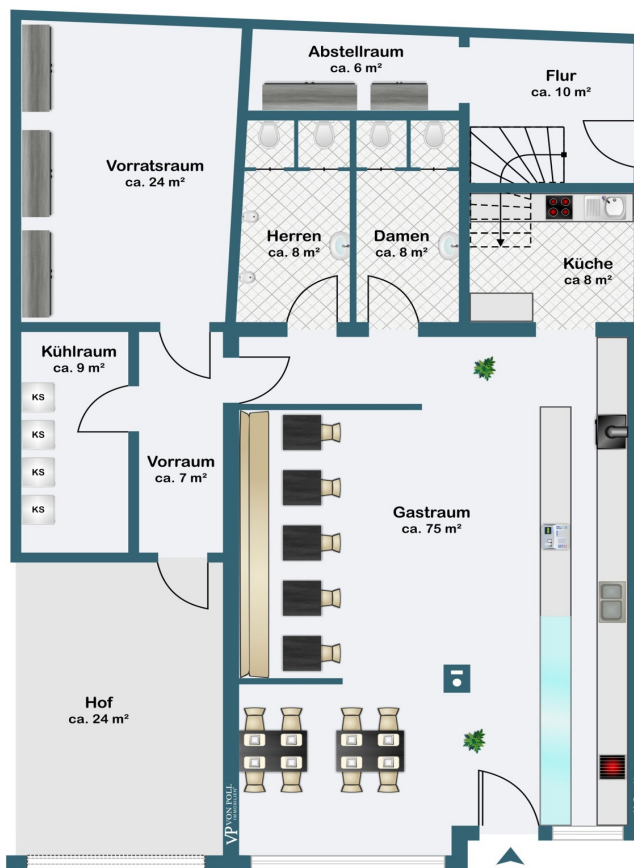 Abstellraum
ca. 6 m²
Flur
ca. 10 m²
Vorratsraum
ca. 24 m²
Herren
ca. 8 m²
Damen
ca. 8 m²
Küche
ca 8 m²
Kühlraum
ca. 9 m²
KS
KS
KS
KS
Vorraum
ca. 7 m²
Gastraum
ca. 75 m²
Hof
ca. 24 m²
VP VON POLL
IMMOBILIEN